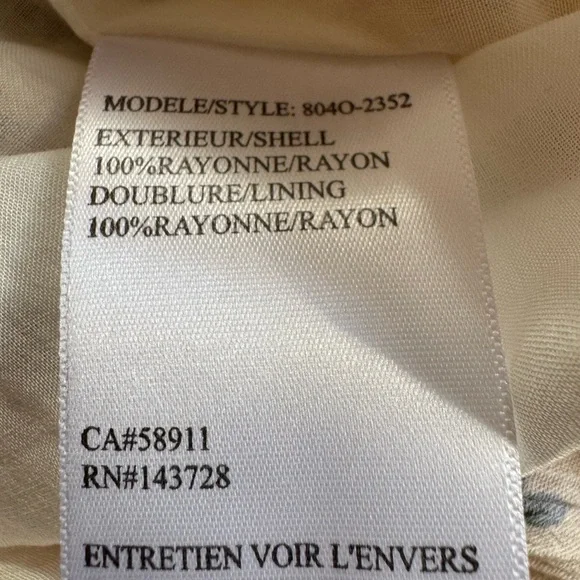 MODELE/STYLE: 804O-2352
EXTERIEUR/SHELL
100%RAYONNE/RAYON
DOUBLURE/LINING
100%RAYONNE/RAYON
CA#58911
RN#143728
ENTRETIEN VOIR L'ENVERS